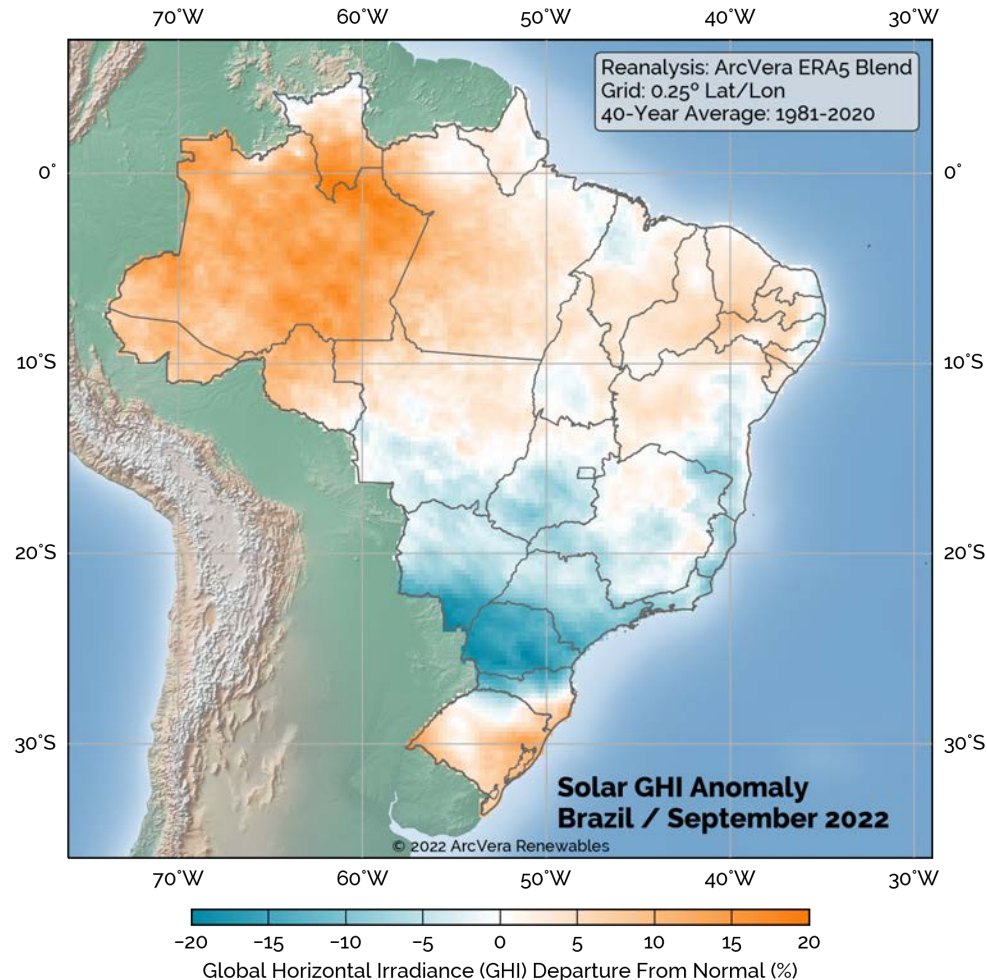 70°W 60°W 50°W 40°W 30°W
Reanalysis: ArcVera ERA5 Blend
Grid: 0.25º Lat/Lon
40-Year Average: 1981-2020
0° 0°
10°S 10°S
20°S 20°S
30°S 30°S
Solar GHI Anomaly
Brazil / September 2022
© 2022 ArcVera Renewables
70°W 60°W 50°W 40°W 30°W
−20 −15 −10 −5 0 5 10 15 20
Global Horizontal Irradiance (GHI) Departure From Normal (%)